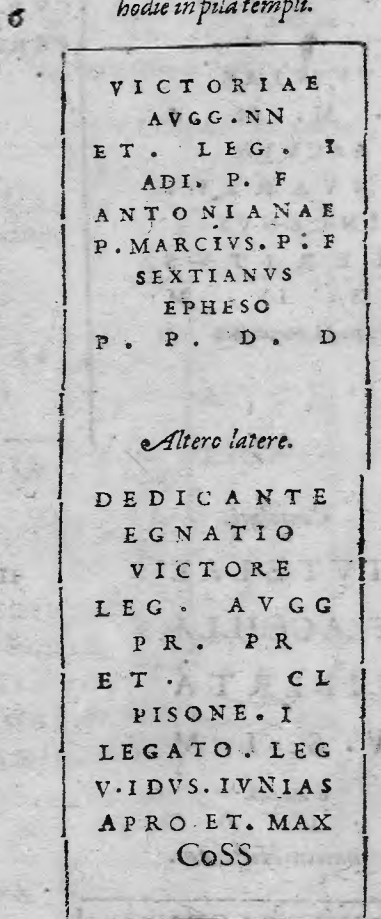 hodie in pila templi.
6
VICTORIAE
AVGG.NN
ET. LEG. I
ADI. P. F
ANTONIANAE
P.MARCIVS.P.F
SEXTIANVS
EPHESO
P. P. D. D
Altero latere.
DEDICANTE
EGNATIO
VICTORE
LEG. AVGG
PR. PR
ET. CL
PISONE. I
LEGATO. LEG
V.IDVS.IVNIAS
APRO ET. MAX
CoSS